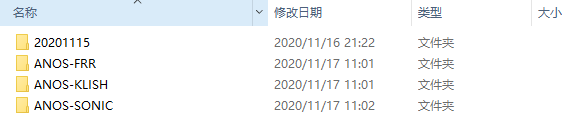 名称 修改日期 类型 大小
20201115 2020/11/16 21:22 文件夹
ANOS-FRR 2020/11/17 11:01 文件夹
ANOS-KLISH 2020/11/17 11:01 文件夹
ANOS-SONIC 2020/11/17 11:02 文件夹